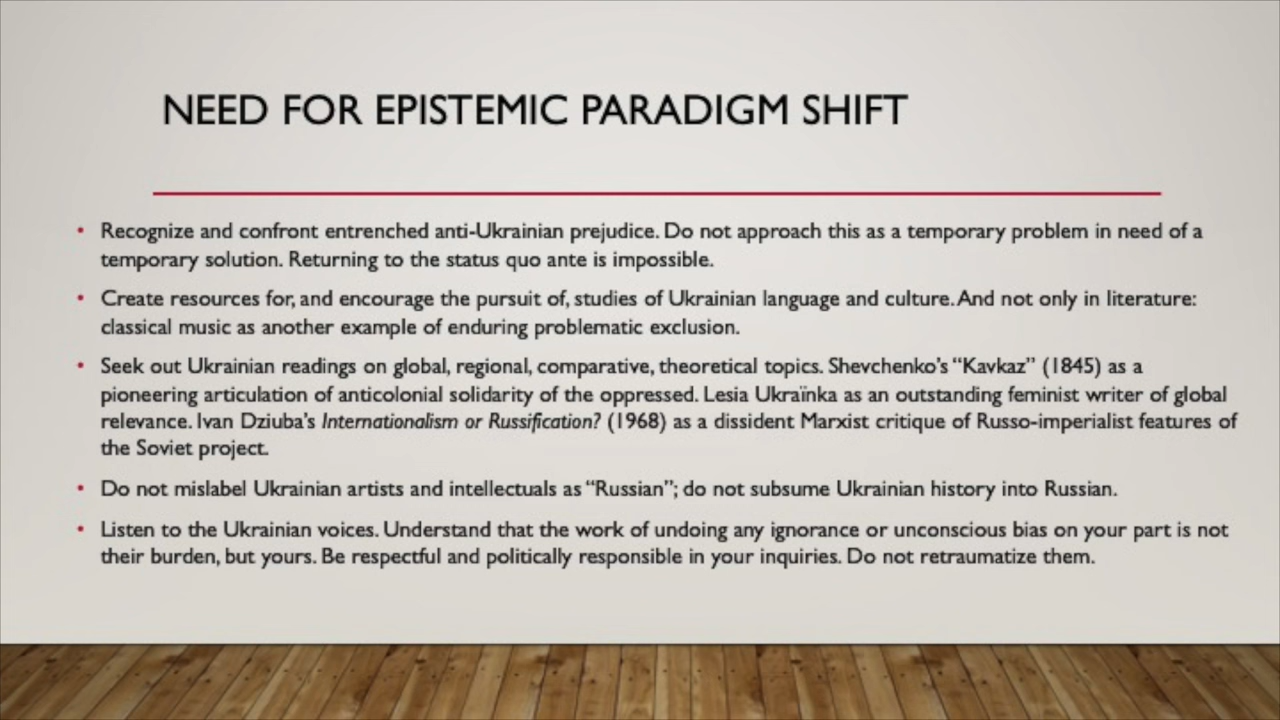 NEED FOR EPISTEMIC PARADIGM SHIFT
• Recognize and confront entrenched anti-Ukrainian prejudice. Do not approach this as a temporary problem in need of a
temporary solution. Returning to the status quo ante is impossible.
• Create resources for, and encourage the pursuit of, studies of Ukrainian language and culture. And not only in literature:
classical music as another example of enduring problematic exclusion.
• Seek out Ukrainian readings on global, regional, comparative, theoretical topics. Shevchenko's “Kavkaz” (1845) as a
pioneering articulation of anticolonial solidarity of the oppressed. Lesia Ukraïnka as an outstanding feminist writer of global
relevance. Ivan Dziuba's Internationalism or Russification? (1968) as a dissident Marxist critique of Russo-imperialist features of
the Soviet project.
• Do not mislabel Ukrainian artists and intellectuals as “Russian”; do not subsume Ukrainian history into Russian.
• Listen to the Ukrainian voices. Understand that the work of undoing any ignorance or unconscious bias on your part is not
their burden, but yours. Be respectful and politically responsible in your inquiries. Do not retraumatize them.